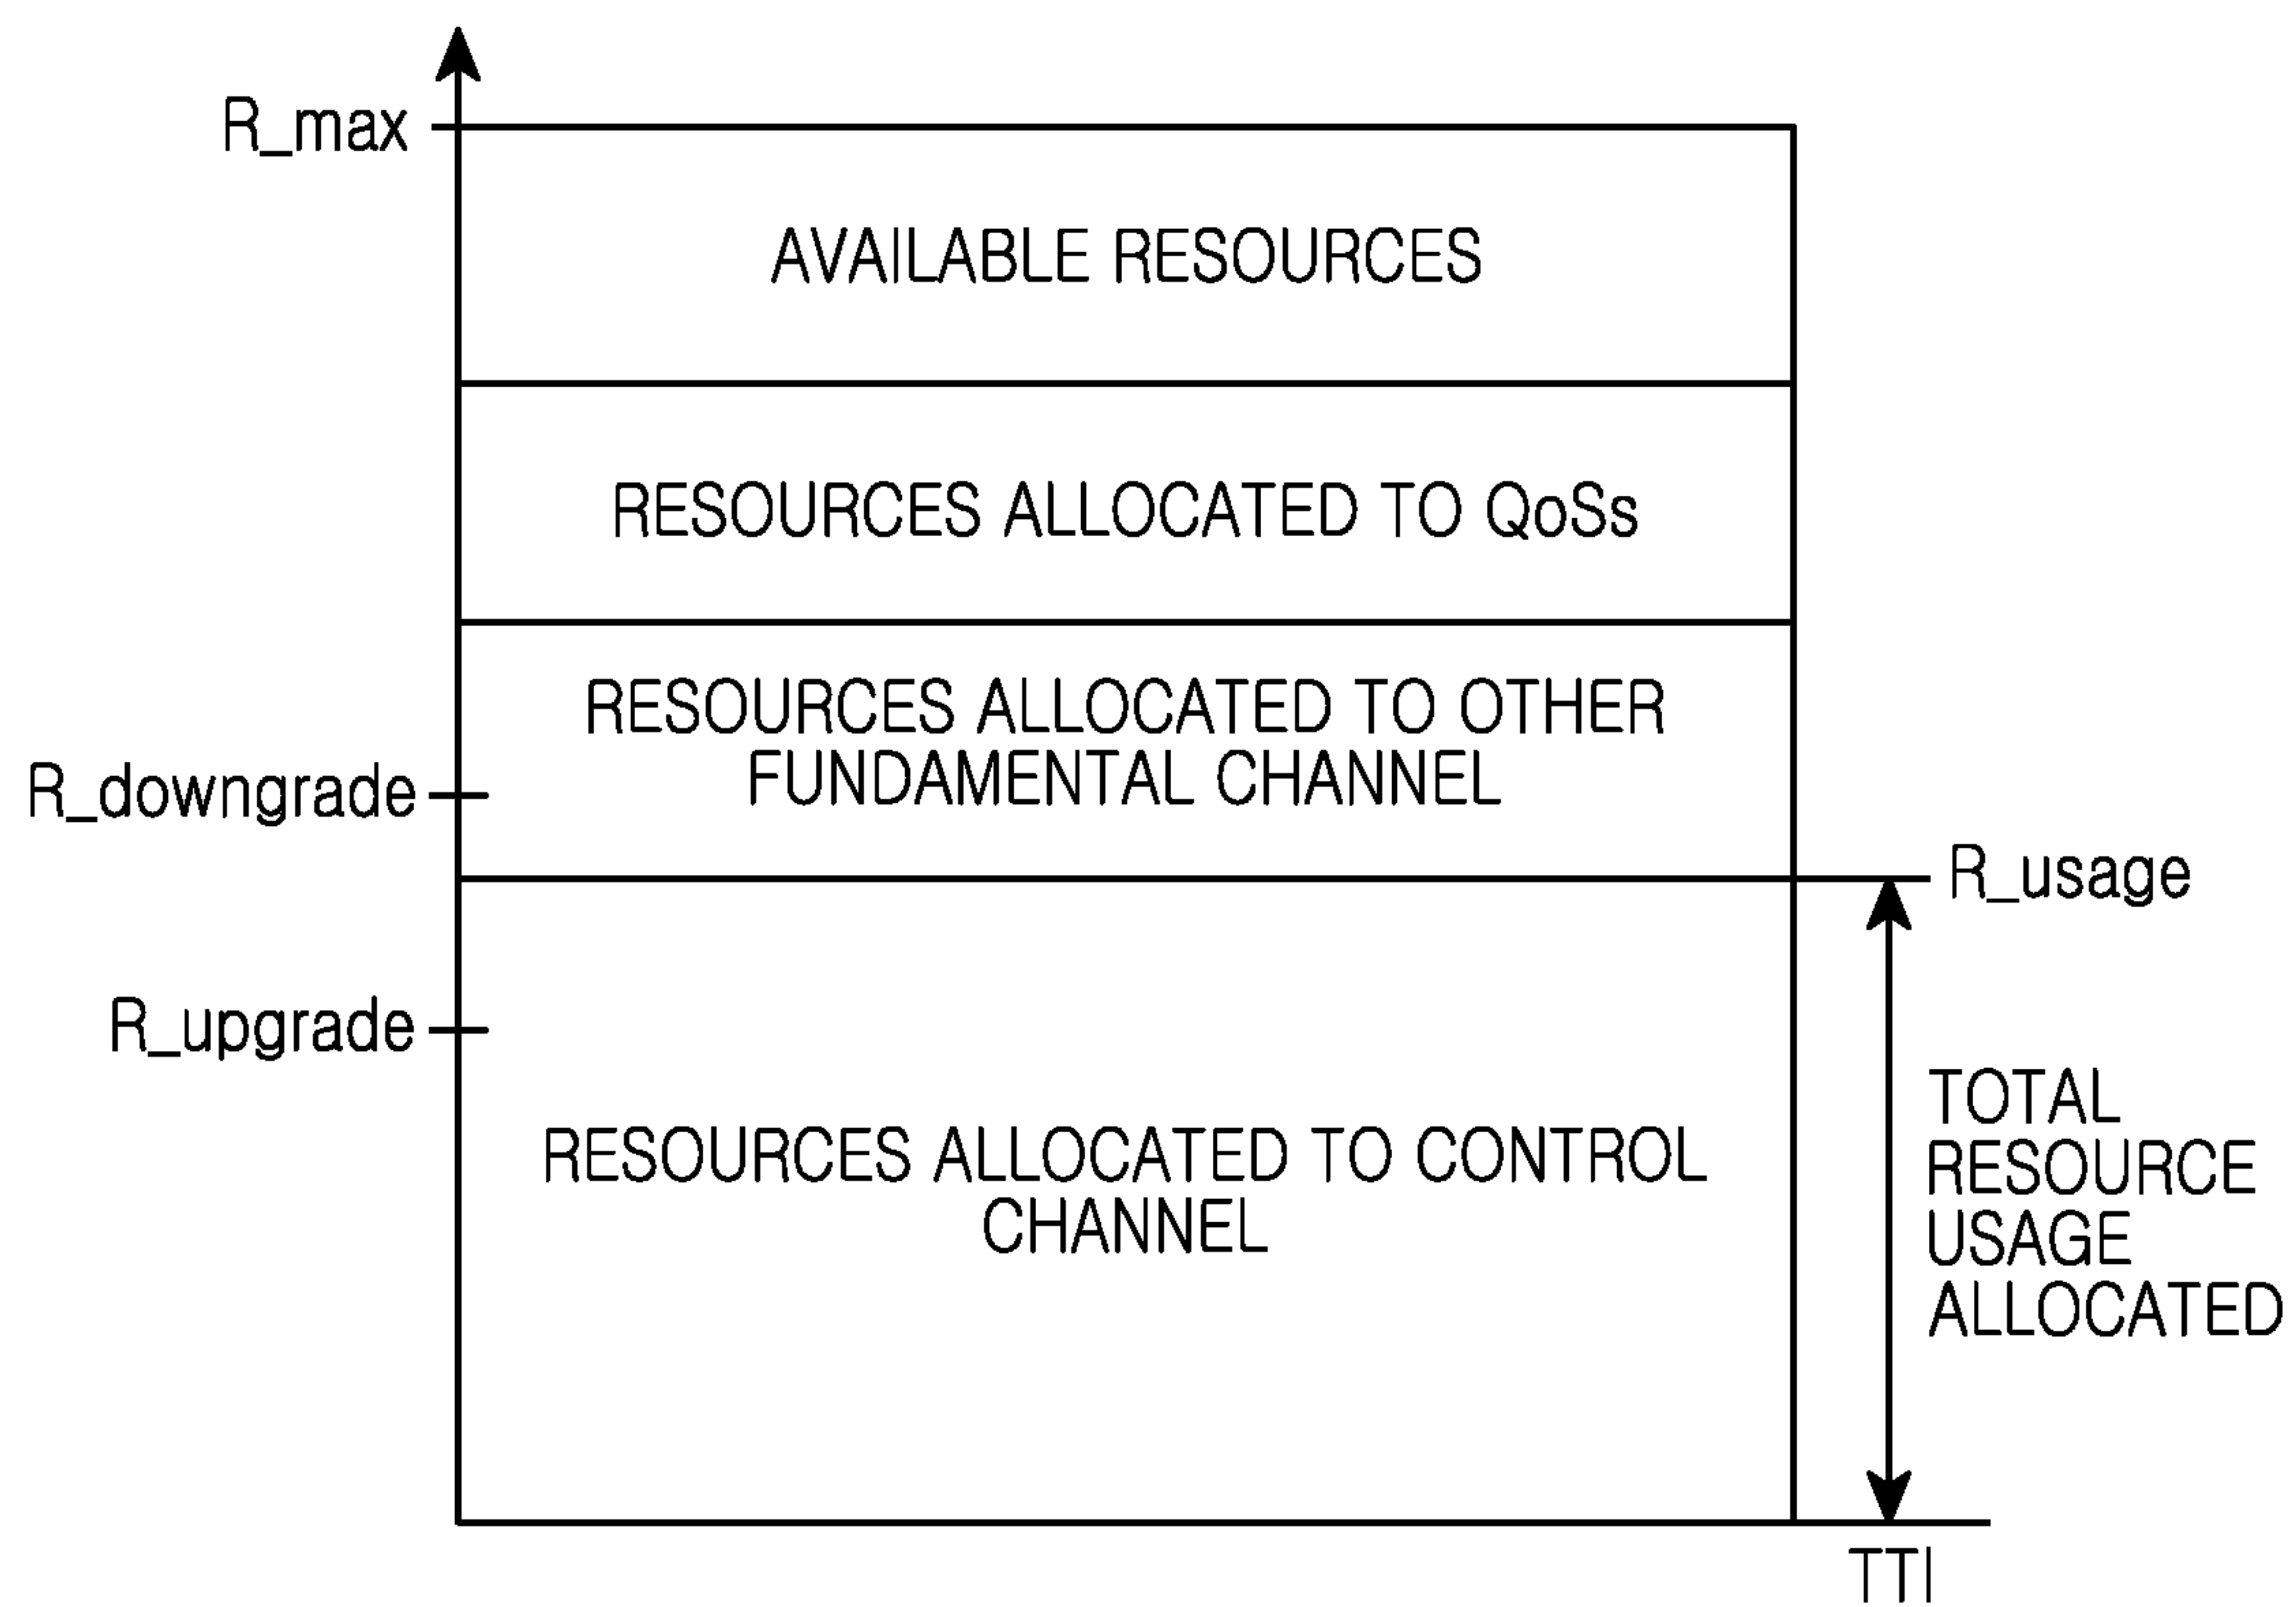 R_max
AVAILABLE RESOURCES
RESOURCES ALLOCATED TO QoSs
RESOURCES ALLOCATED TO OTHER
FUNDAMENTAL CHANNEL
R_downgrade
R_usage
R_upgrade
RESOURCES ALLOCATED TO CONTROL
CHANNEL
TOTAL
RESOURCE
USAGE
ALLOCATED
TTI